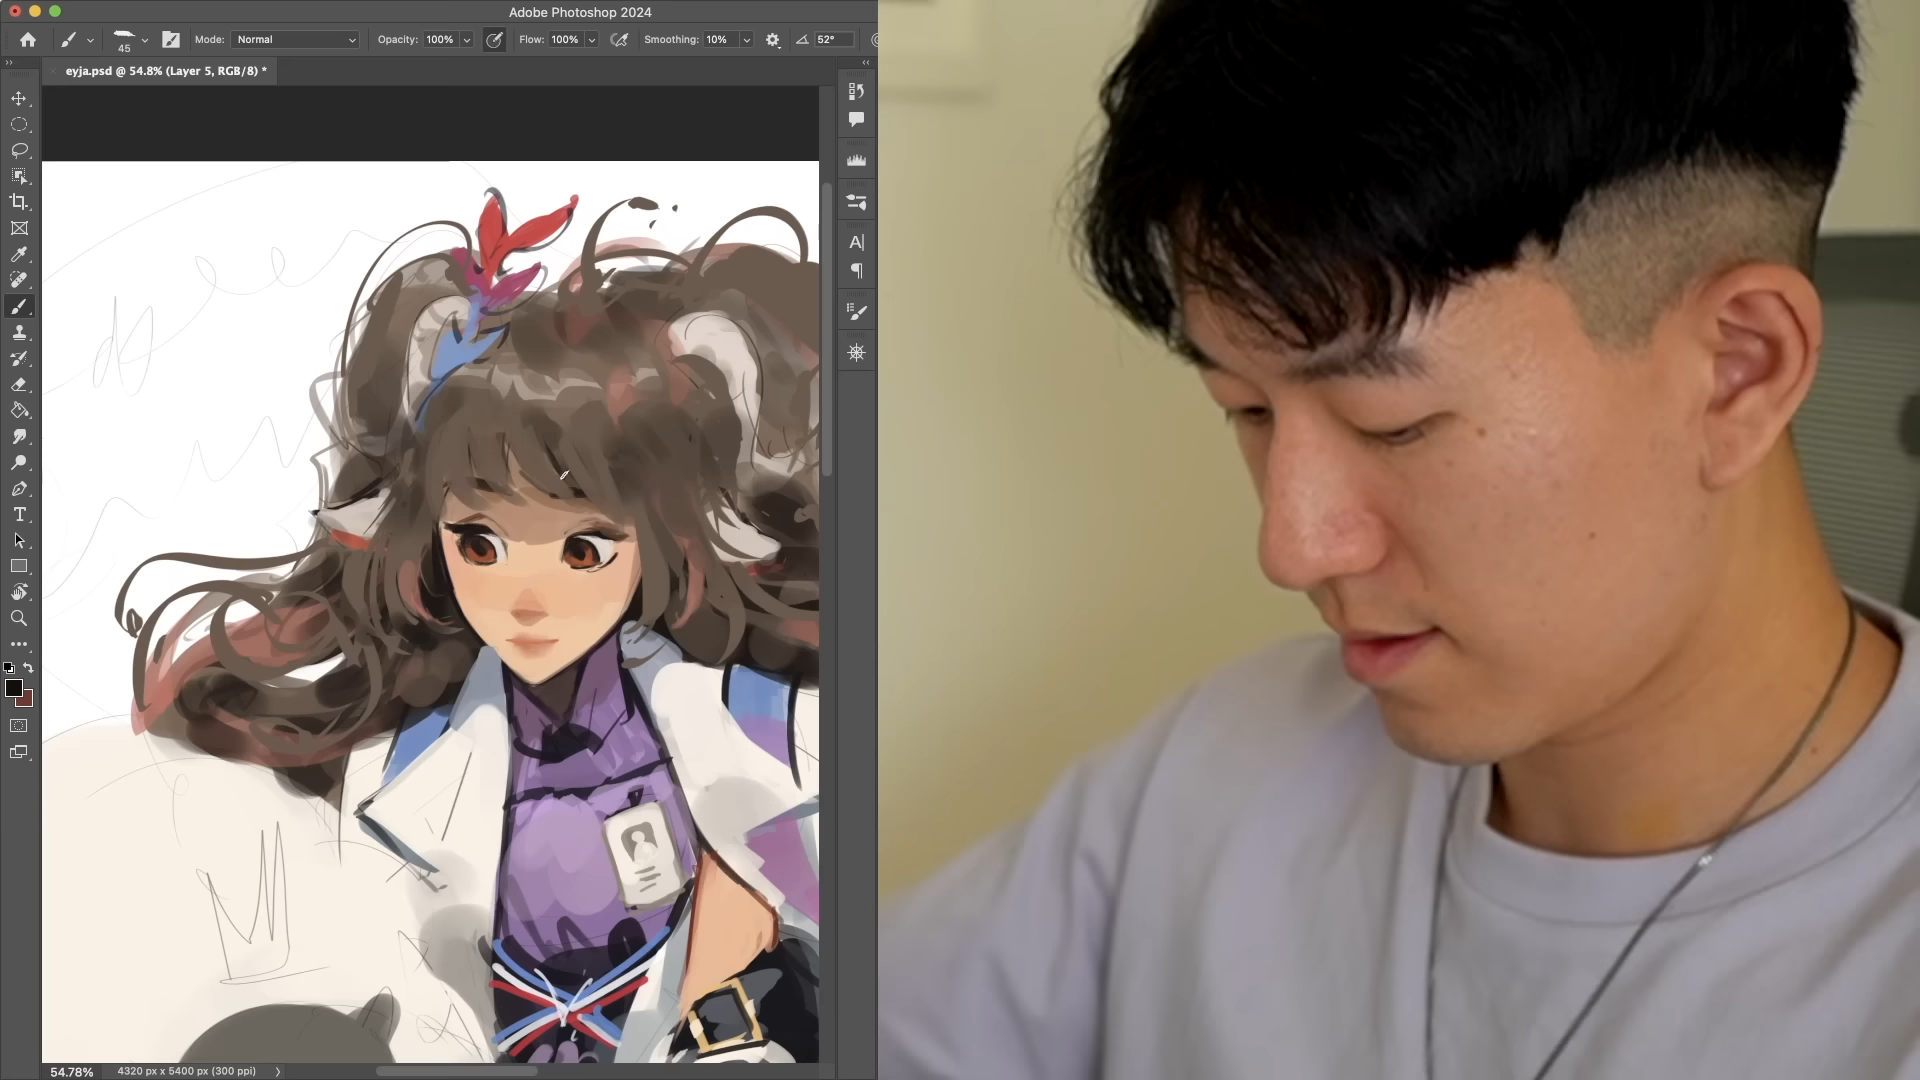 Adobe Photoshop 2024
45
Mode: Normal
Opacity: 100%
Flow: 100%
Smoothing: 10%
52°
eyja.psd @ 54.8% (Layer 5, RGB/8) *
54.78%
4320 px x 5400 px (300 ppi)